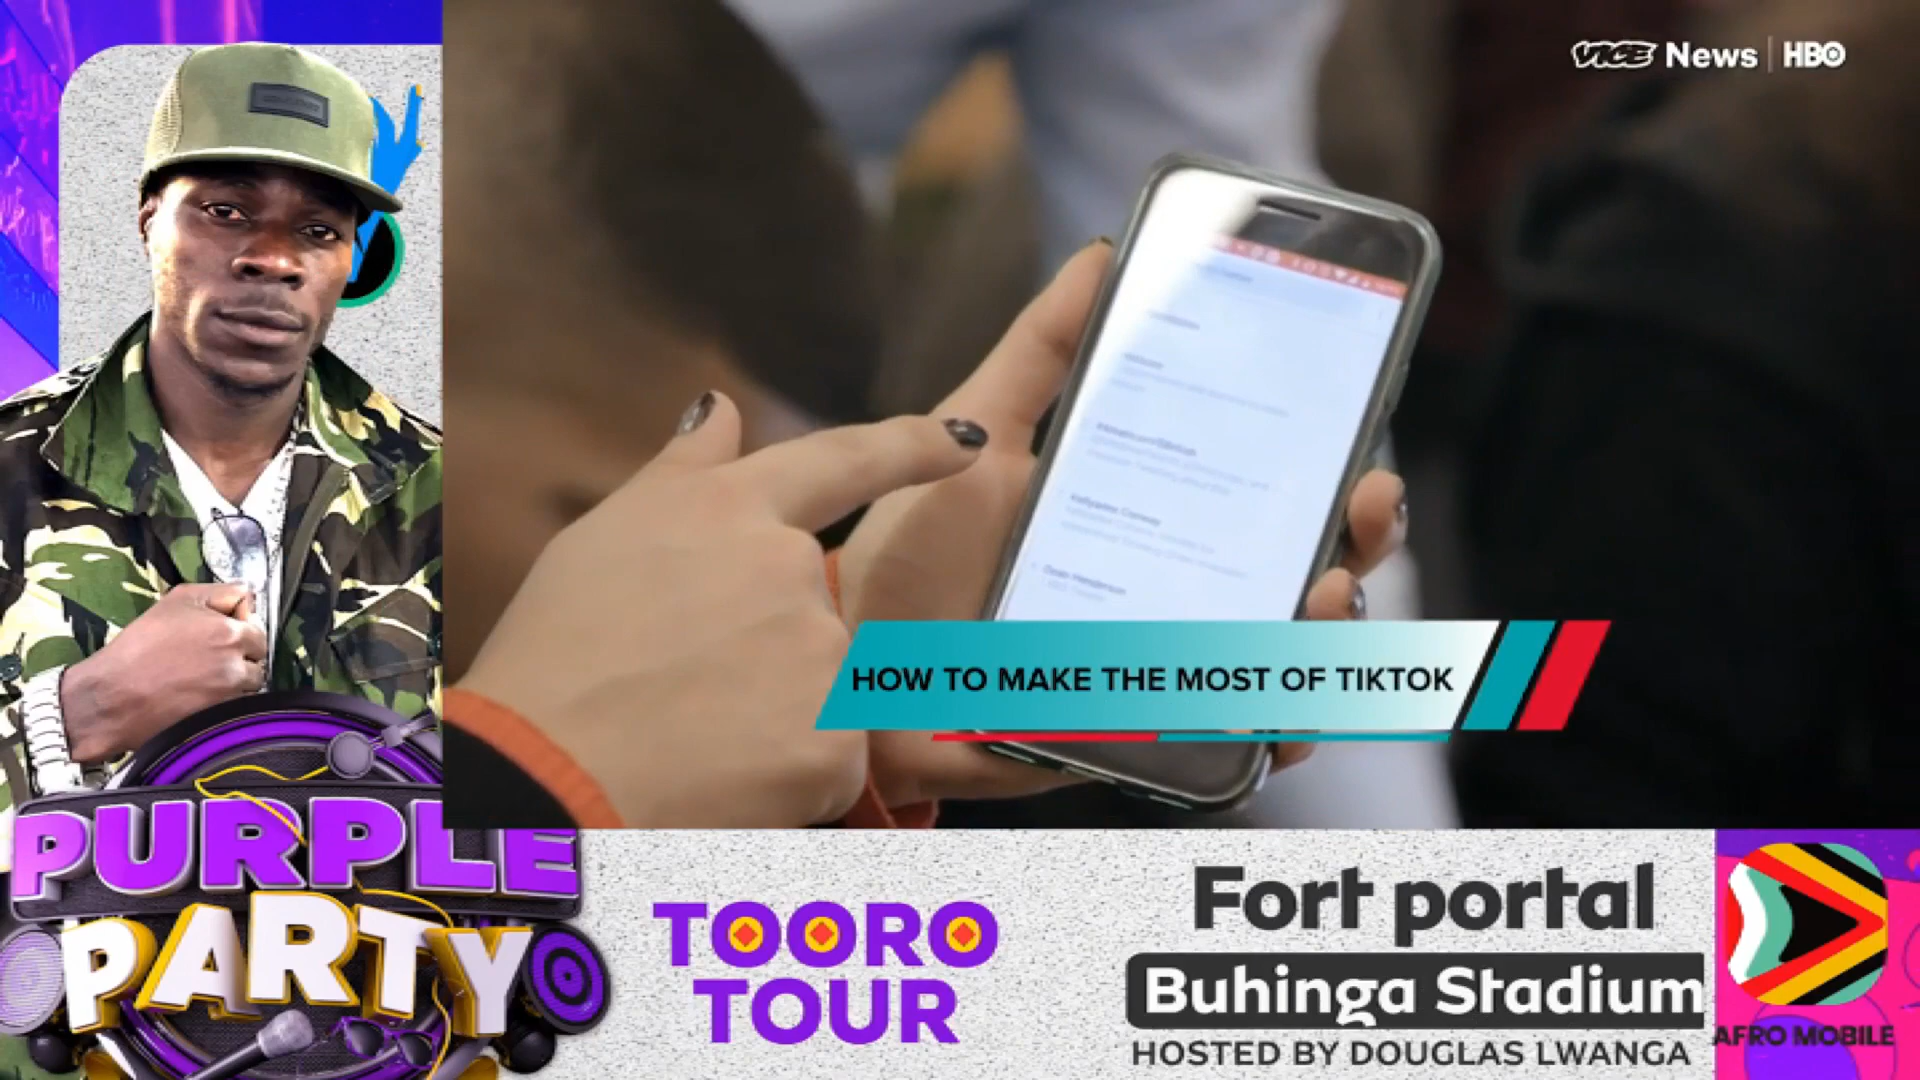 VICE News | HBO
HOW TO MAKE THE MOST OF TIKTOK
PURPLE
PARTY
TOORO
TOUR
Fort portal
Buhinga Stadium
HOSTED BY DOUGLAS LWANGA
AFRO MOBILE